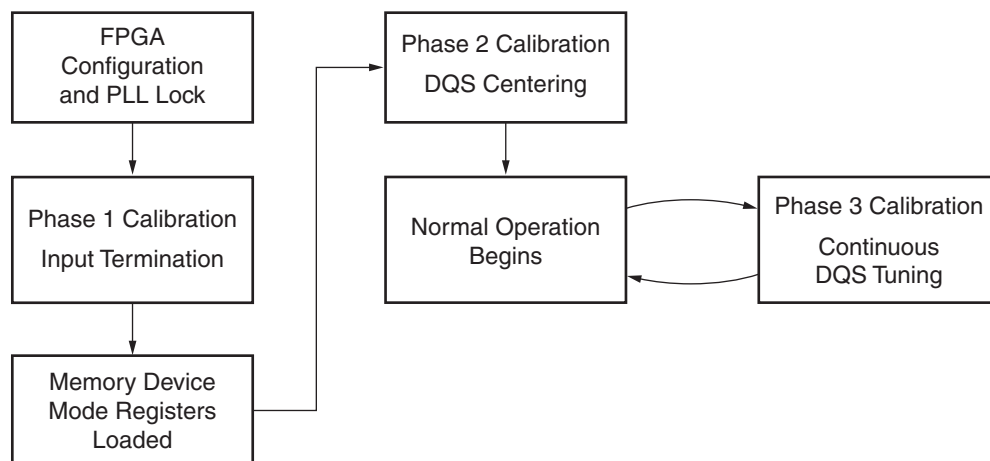 FPGA
Configuration
and PLL Lock
Phase 1 Calibration
Input Termination
Memory Device
Mode Registers
Loaded
Phase 2 Calibration
DQS Centering
Normal Operation
Begins
Phase 3 Calibration
Continuous
DQS Tuning